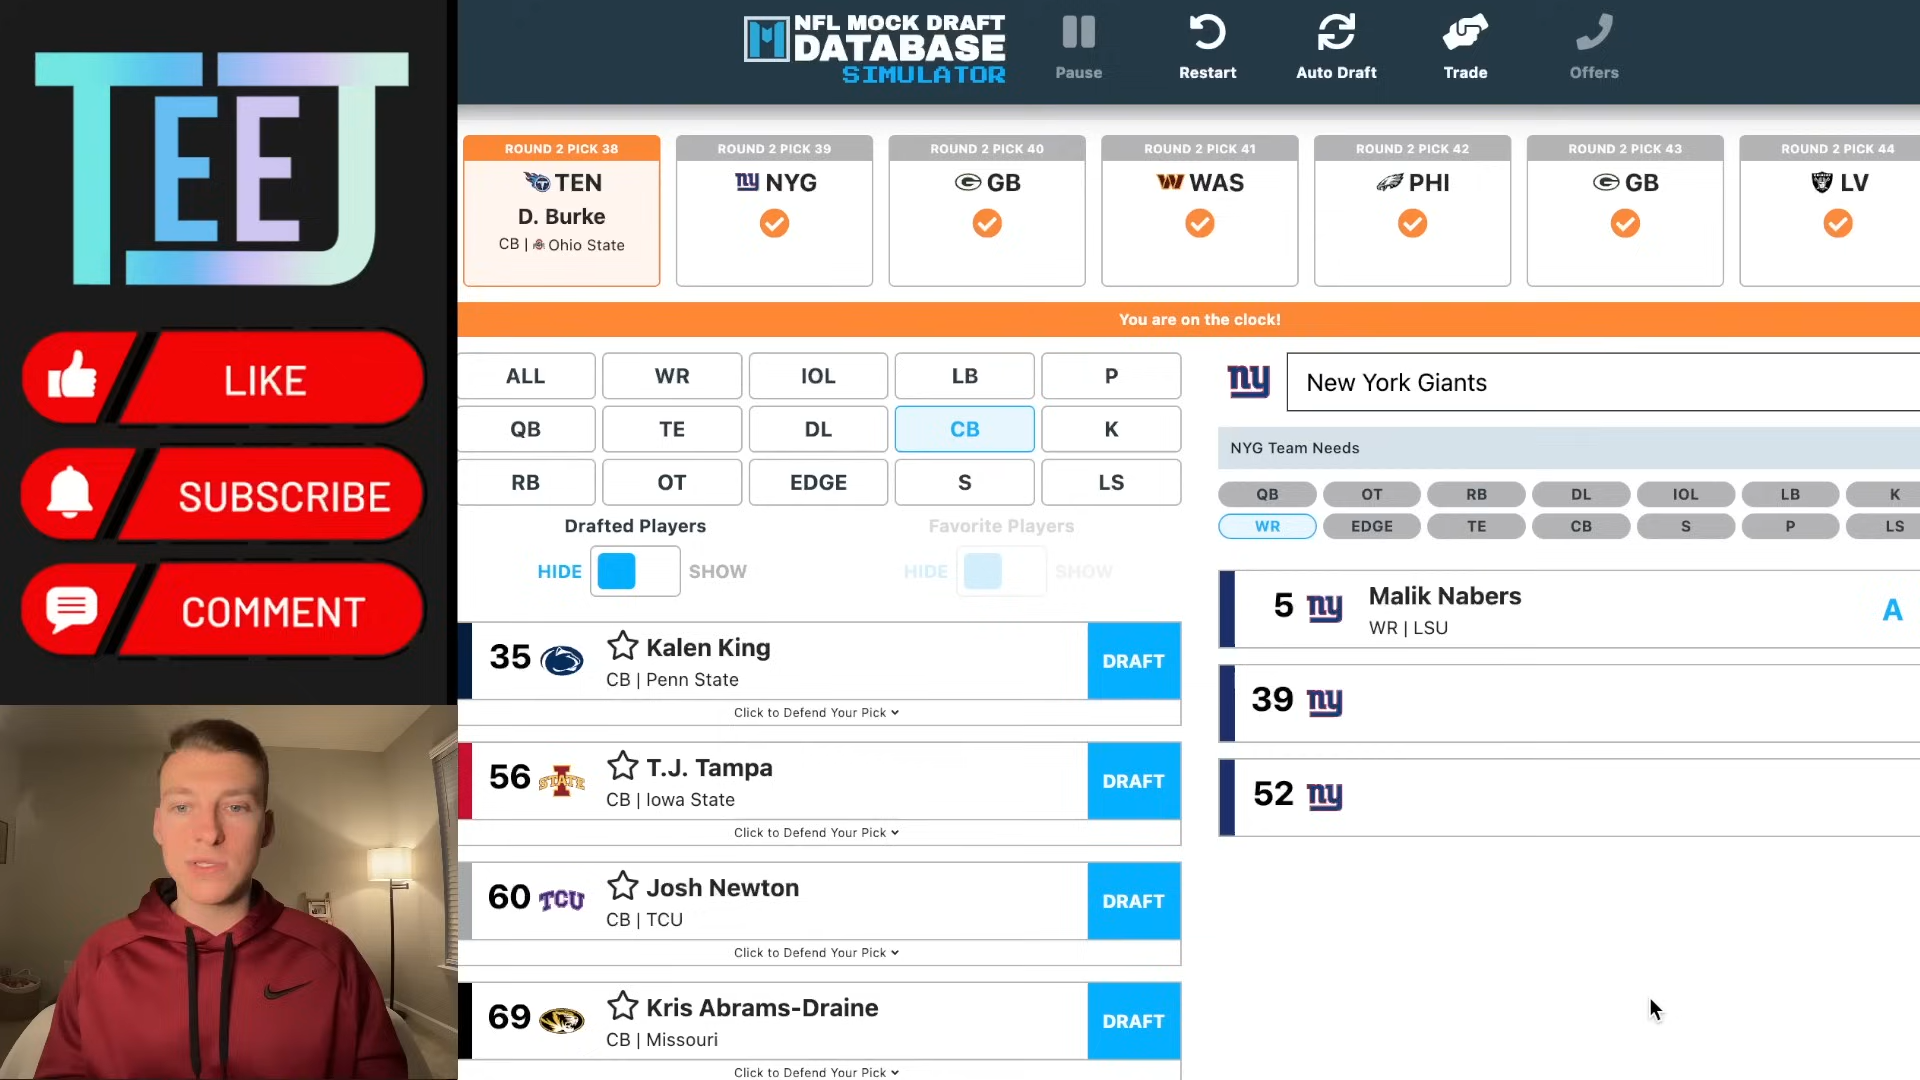 TEEJ
LIKE
SUBSCRIBE
COMMENT
NFL MOCK DRAFT
DATABASE
SIMULATOR
Pause
Restart
Auto Draft
Trade
Offers
ROUND 2 PICK 38
TEN
D. Burke
CB | Ohio State
ROUND 2 PICK 39
ny NYG
ROUND 2 PICK 40
G GB
ROUND 2 PICK 41
W WAS
ROUND 2 PICK 42
PHI
ROUND 2 PICK 43
G GB
ROUND 2 PICK 44
LV
You are on the clock!
ALL WR IOL LB P
QB TE DL CB K
RB OT EDGE S LS
Drafted Players
HIDE SHOW
Favorite Players
HIDE SHOW
35 Kalen King
CB | Penn State
DRAFT
Click to Defend Your Pick
56 STATE T.J. Tampa
CB | Iowa State
DRAFT
Click to Defend Your Pick
60 TCU Josh Newton
CB | TCU
DRAFT
Click to Defend Your Pick
69 Kris Abrams-Draine
CB | Missouri
DRAFT
Click to Defend Your Pick
ny New York Giants
NYG Team Needs
QB OT RB DL IOL LB K
WR EDGE TE CB S P LS
5 ny Malik Nabers
WR | LSU
A
39 ny
52 ny